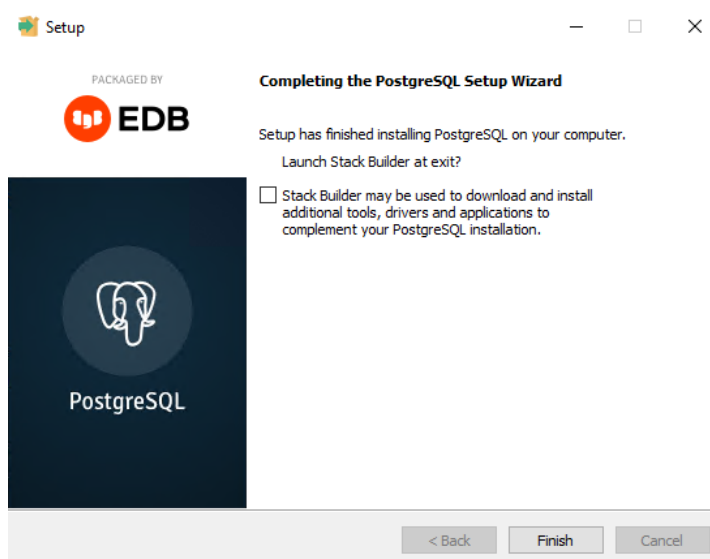 Setup
PACKAGED BY
EDB
Completing the PostgreSQL Setup Wizard
Setup has finished installing PostgreSQL on your computer.
Launch Stack Builder at exit?
Stack Builder may be used to download and install
additional tools, drivers and applications to
complement your PostgreSQL installation.
PostgreSQL
< Back
Finish
Cancel